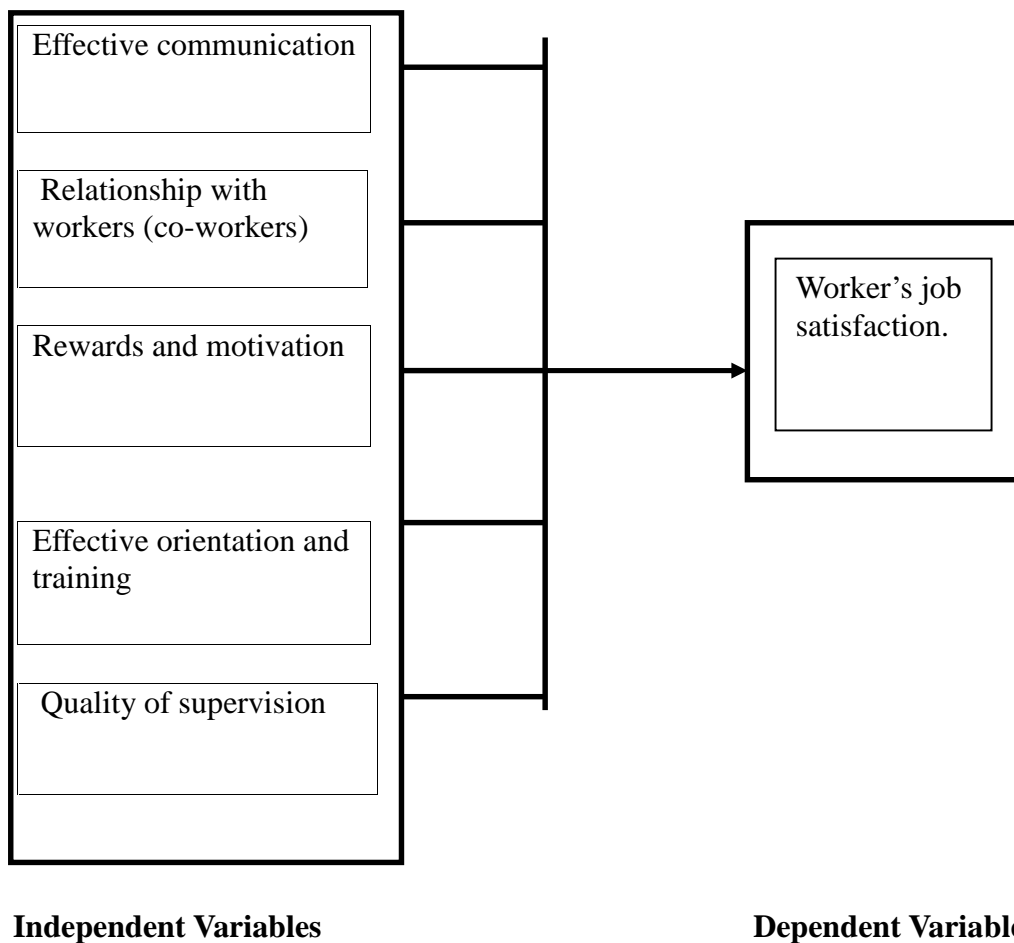 Effective communication
Relationship with
workers (co-workers)
Rewards and motivation
Effective orientation and
training
Quality of supervision
Worker’s job
satisfaction.
Independent Variables
Dependent Variable